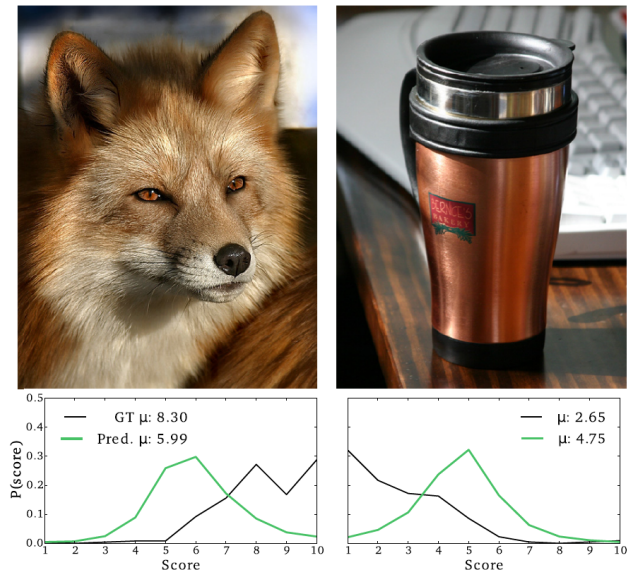 BERNICE'S
BAKERY
0.5
0.4
0.3
0.2
0.1
0.0
P(score)
GT μ: 8.30
Pred. μ: 5.99
1 2 3 4 5 6 7 8 9 10
Score
μ: 2.65
μ: 4.75
1 2 3 4 5 6 7 8 9 10
Score